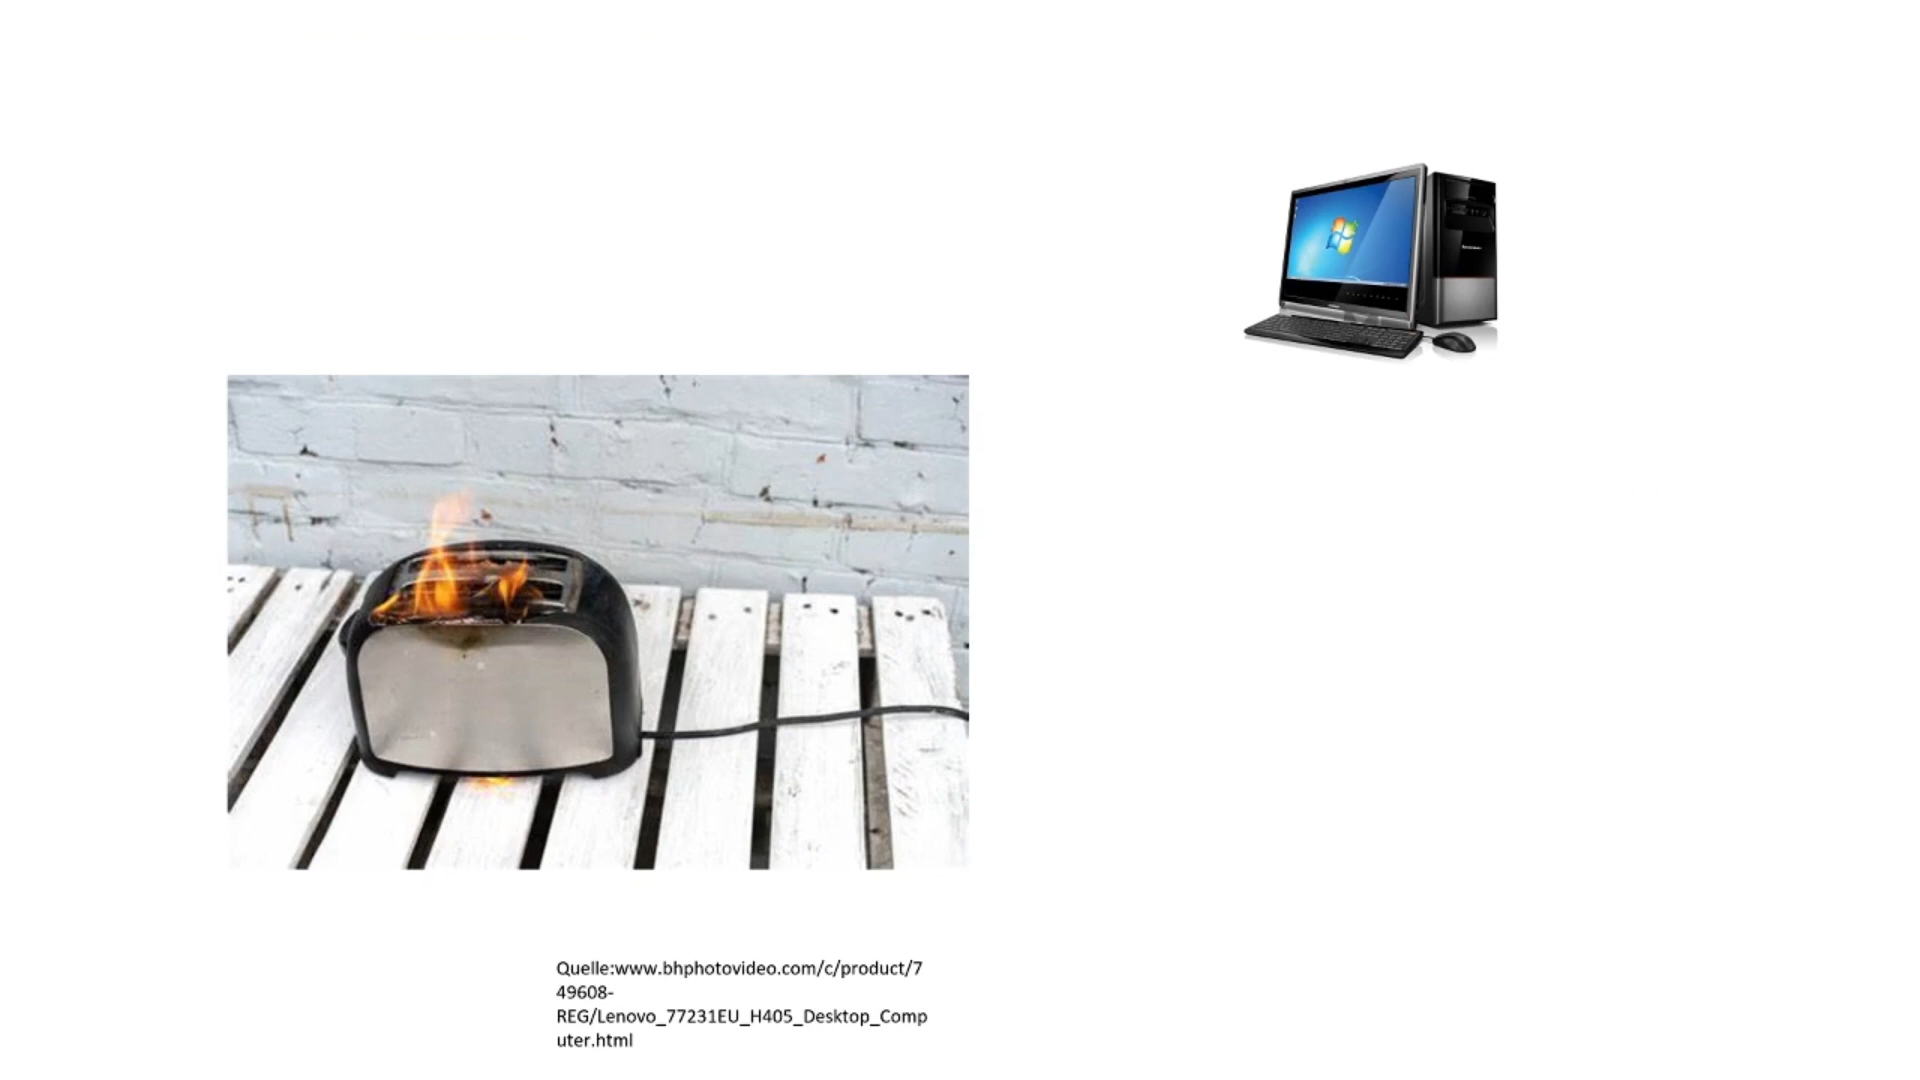 Quelle:www.bhphotovideo.com/c/product/7
49608-
REG/Lenovo_77231EU_H405_Desktop_Comp
uter.html